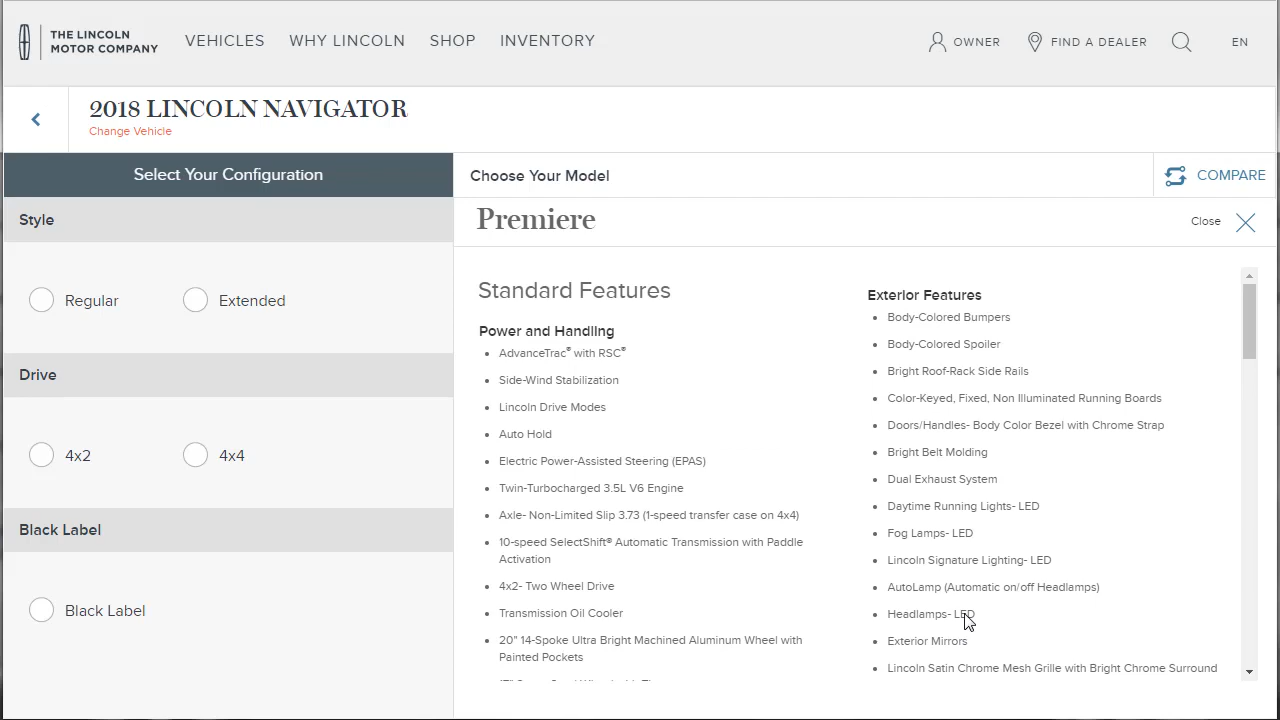 THE LINCOLN
MOTOR COMPANY
VEHICLES
WHY LINCOLN
SHOP
INVENTORY
OWNER
FIND A DEALER
EN
2018 LINCOLN NAVIGATOR
Change Vehicle
Select Your Configuration
Style
Regular
Extended
Drive
4x2
4x4
Black Label
Black Label
Choose Your Model
COMPARE
Premiere
Close
Standard Features
Power and Handling
AdvanceTrac® with RSC®
Side-Wind Stabilization
Lincoln Drive Modes
Auto Hold
Electric Power-Assisted Steering (EPAS)
Twin-Turbocharged 3.5L V6 Engine
Axle- Non-Limited Slip 3.73 (1-speed transfer case on 4x4)
10-speed SelectShift® Automatic Transmission with Paddle
Activation
4x2- Two Wheel Drive
Transmission Oil Cooler
20" 14-Spoke Ultra Bright Machined Aluminum Wheel with
Painted Pockets
Exterior Features
Body-Colored Bumpers
Body-Colored Spoiler
Bright Roof-Rack Side Rails
Color-Keyed, Fixed, Non Illuminated Running Boards
Doors/Handles- Body Color Bezel with Chrome Strap
Bright Belt Molding
Dual Exhaust System
Daytime Running Lights- LED
Fog Lamps- LED
Lincoln Signature Lighting- LED
AutoLamp (Automatic on/off Headlamps)
Headlamps- LED
Exterior Mirrors
Lincoln Satin Chrome Mesh Grille with Bright Chrome Surround